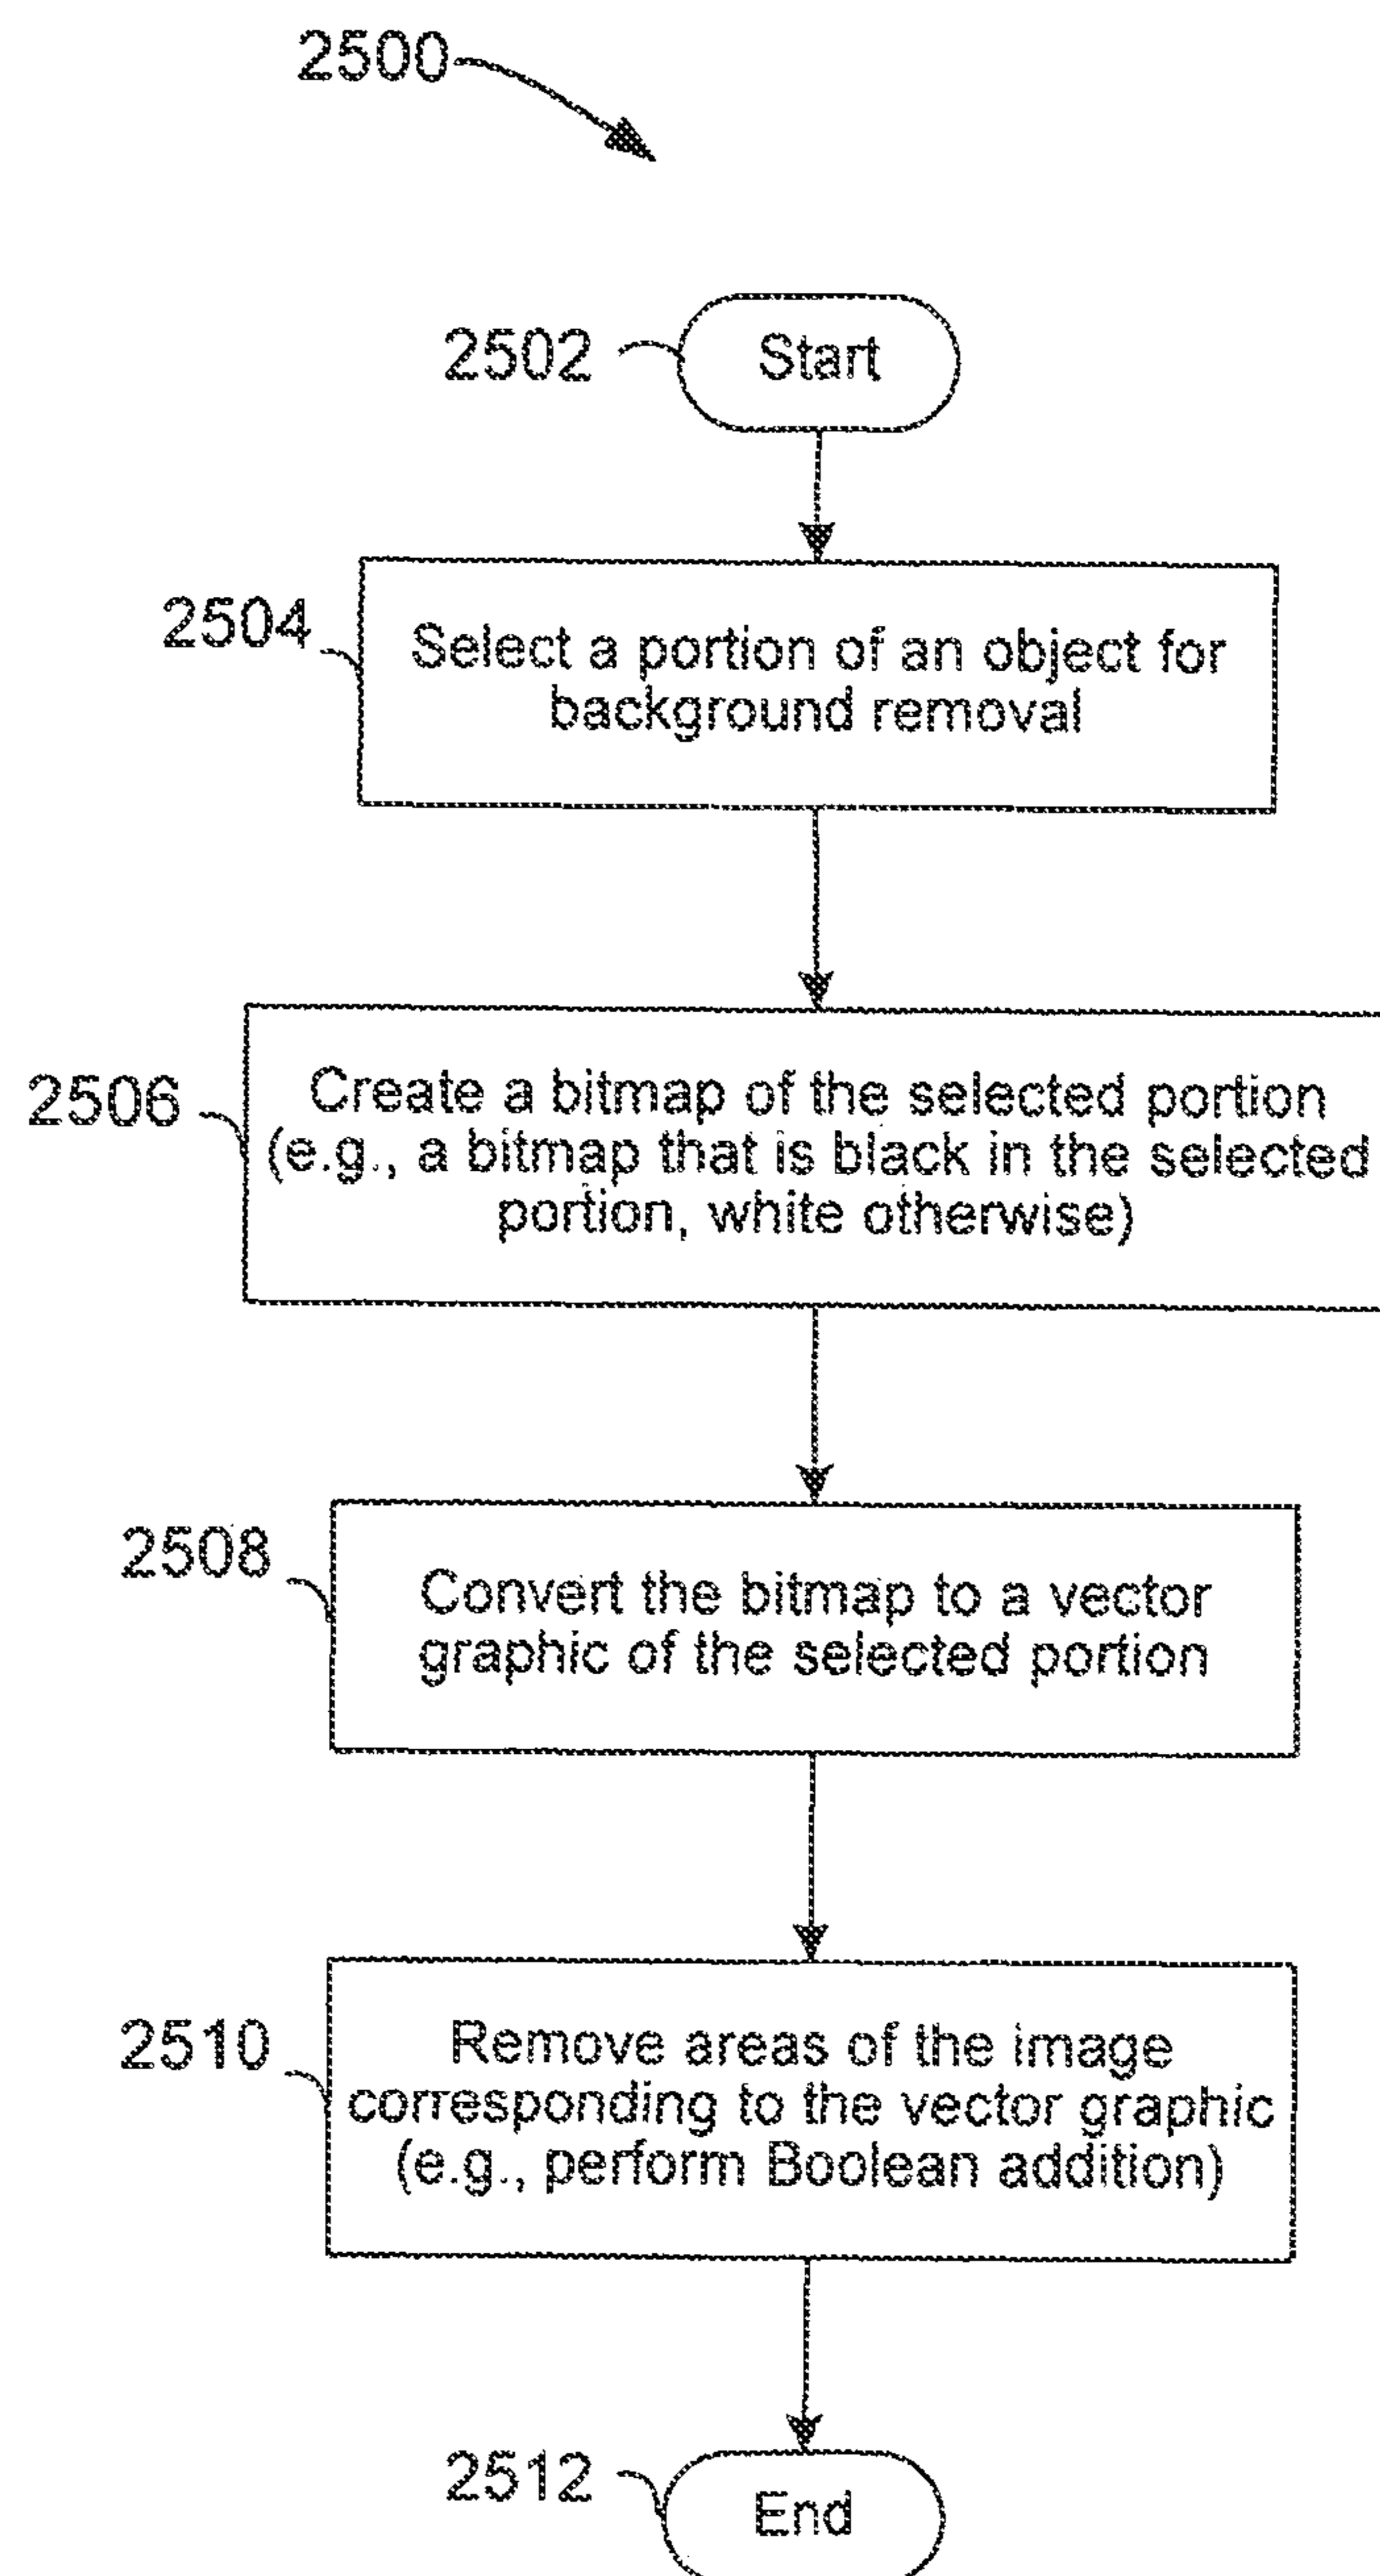 2500
2502
Start
2504
Select a portion of an object for
background removal
2506
Create a bitmap of the selected portion
(e.g., a bitmap that is black in the selected
portion, white otherwise)
2508
Convert the bitmap to a vector
graphic of the selected portion
2510
Remove areas of the image
corresponding to the vector graphic
(e.g., perform Boolean addition)
2512
End